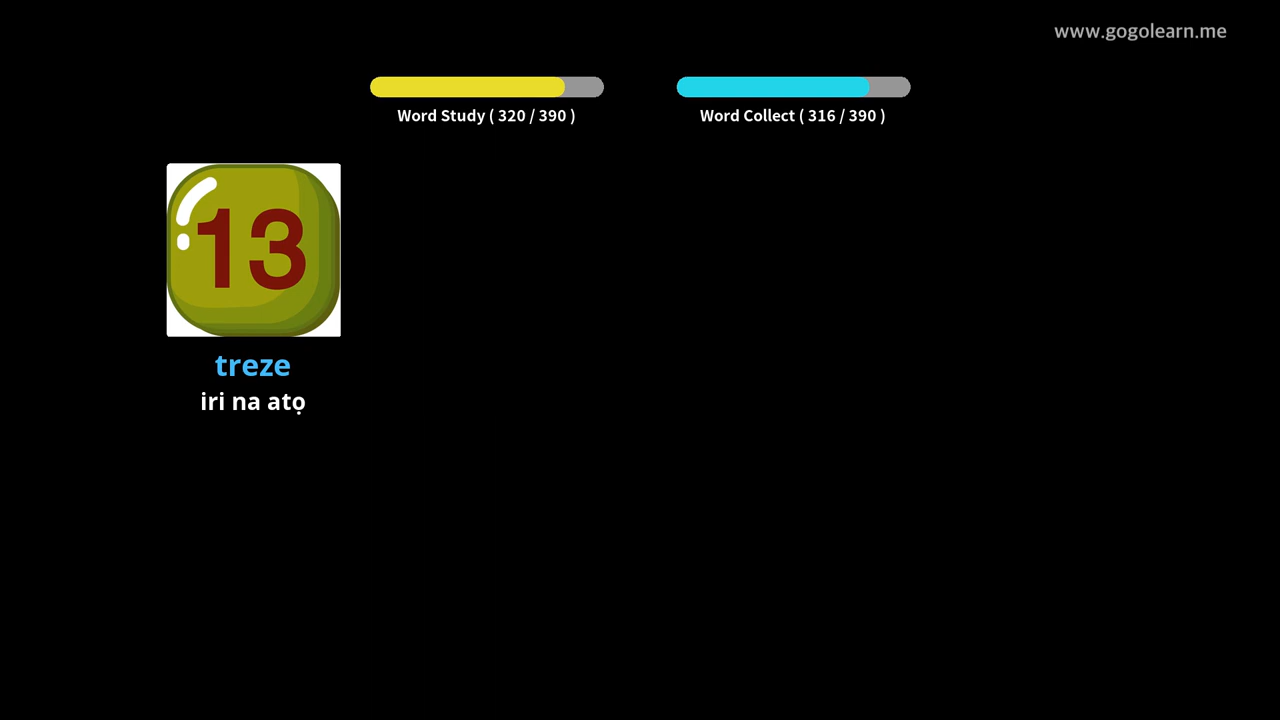 www.gogolearn.me
Word Study ( 320 / 390 )
Word Collect ( 316 / 390 )
13
treze
iri na atọ